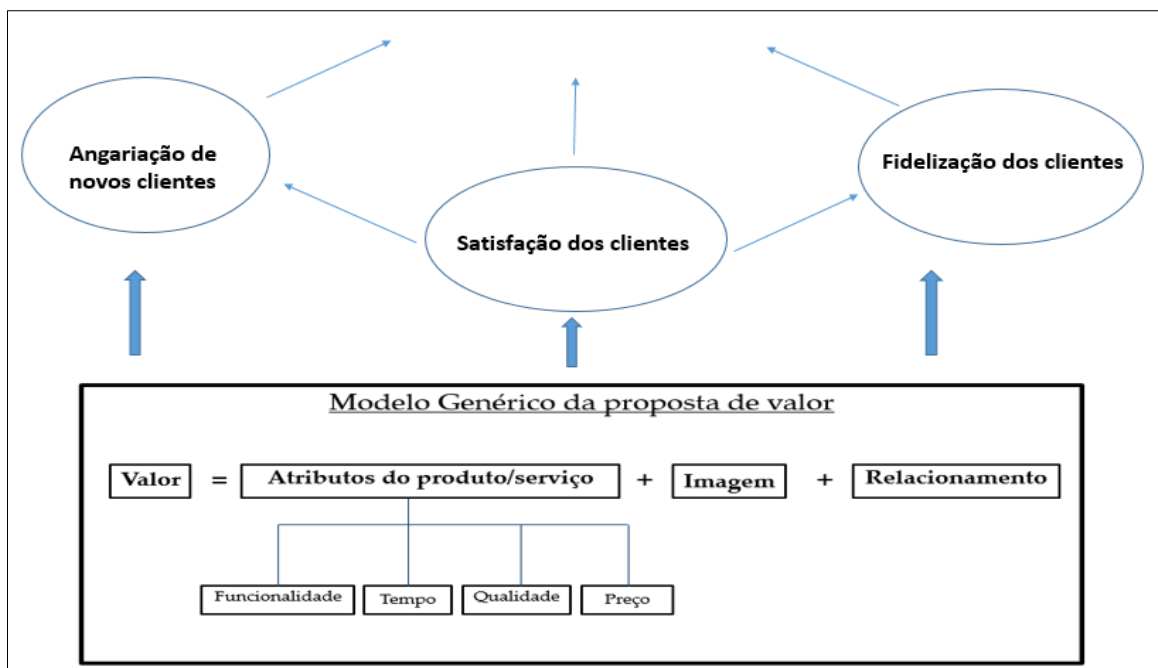 Angariação de
novos clientes
Fidelização dos clientes
Satisfação dos clientes
Modelo Genérico da proposta de valor
Valor = Atributos do produto/serviço + Imagem + Relacionamento
Funcionalidade Tempo Qualidade Preço